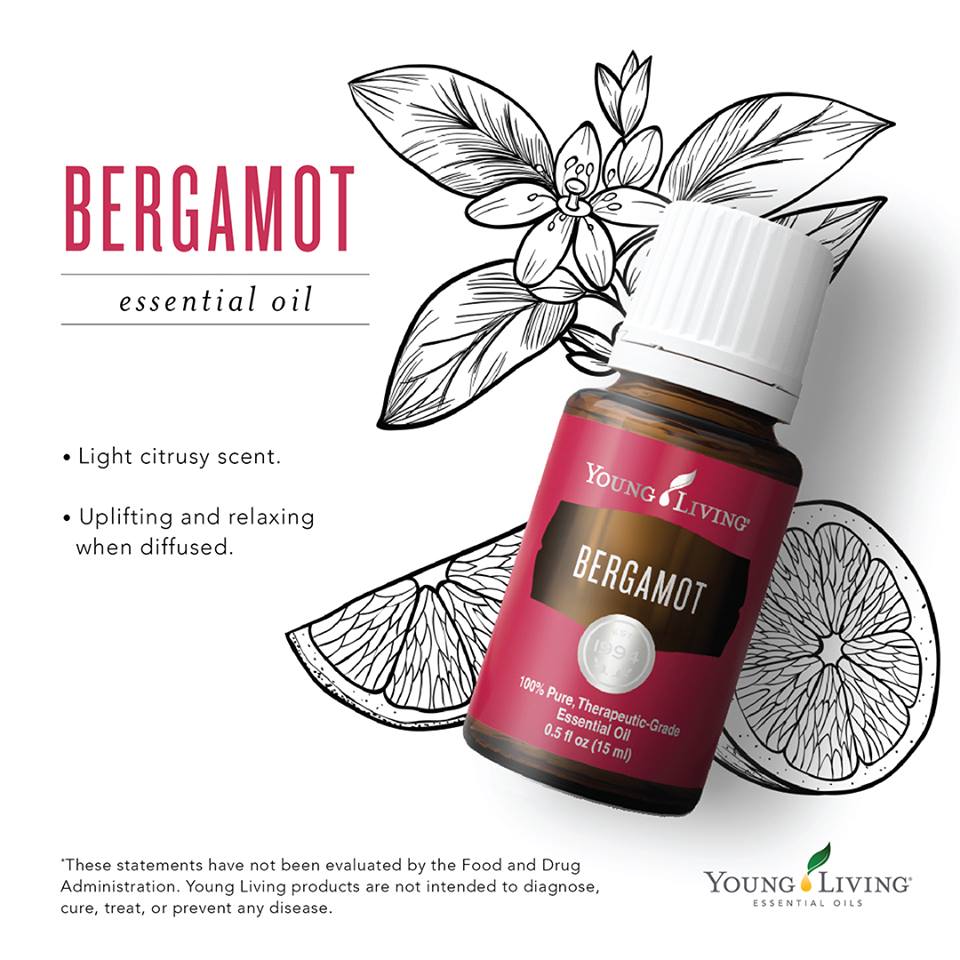 BERGAMOT
essential oil
• Light citrusy scent.
• Uplifting and relaxing
when diffused.
YOUNG LIVING®
BERGAMOT
EST
1994
100% Pure, Therapeutic-Grade
Essential Oil
0.5 fl oz (15 ml)
*These statements have not been evaluated by the Food and Drug
Administration. Young Living products are not intended to diagnose,
cure, treat, or prevent any disease.
YOUNG LIVING®
ESSENTIAL OILS